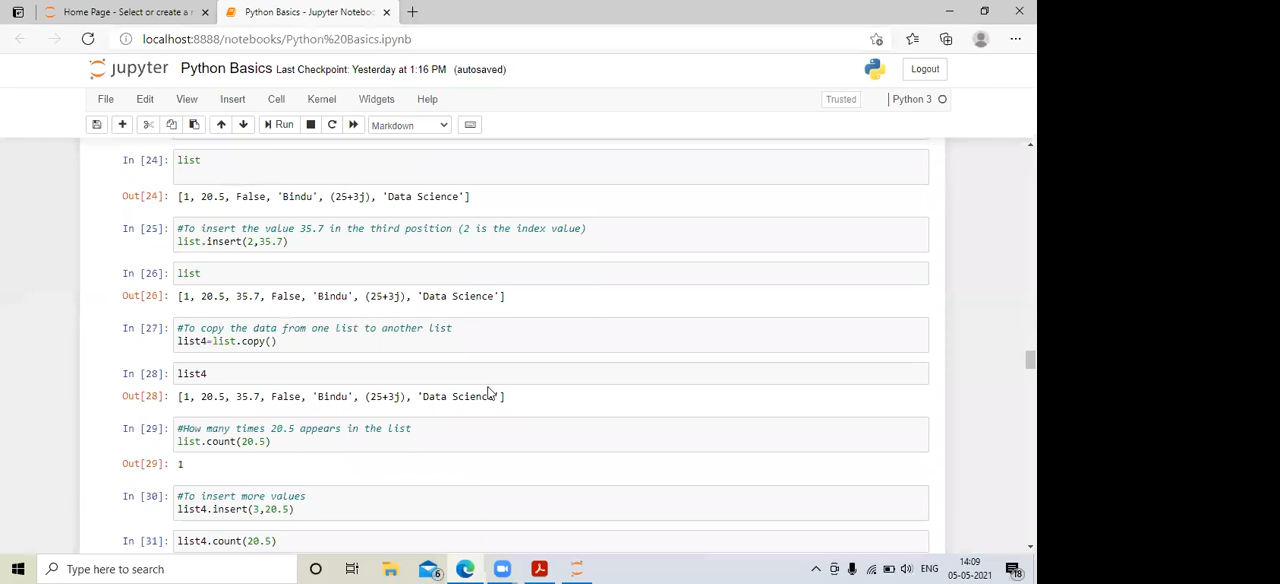 Home Page - Select or create a n
Python Basics - Jupyter Notebook
localhost:8888/notebooks/Python%20Basics.ipynb
jupyter Python Basics Last Checkpoint: Yesterday at 1:16 PM (autosaved)
Logout
File Edit View Insert Cell Kernel Widgets Help
Trusted
Python 3
Run
Markdown
In [24]: list
Out[24]: [1, 20.5, False, 'Bindu', (25+3j), 'Data Science']
In [25]: #To insert the value 35.7 in the third position (2 is the index value)
list.insert(2,35.7)
In [26]: list
Out[26]: [1, 20.5, 35.7, False, 'Bindu', (25+3j), 'Data Science']
In [27]: #To copy the data from one list to another list
list4=list.copy()
In [28]: list4
Out[28]: [1, 20.5, 35.7, False, 'Bindu', (25+3j), 'Data Science']
In [29]: #How many times 20.5 appears in the list
list.count(20.5)
Out[29]: 1
In [30]: #To insert more values
list4.insert(3,20.5)
In [31]: list4.count(20.5)
Type here to search
6
ENG
14:09
05-05-2021
18